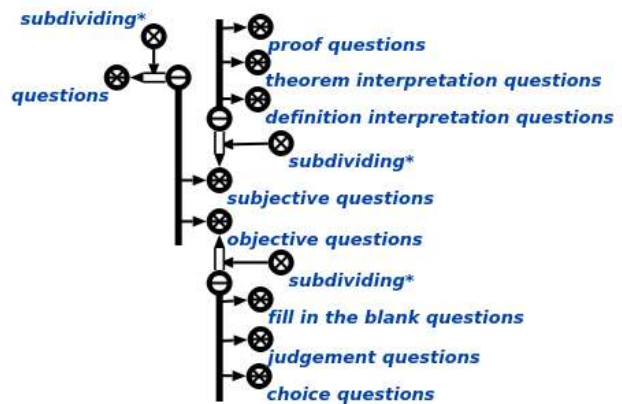 subdividing*
questions
proof questions
theorem interpretation questions
definition interpretation questions
subdividing*
subjective questions
objective questions
subdividing*
fill in the blank questions
judgement questions
choice questions